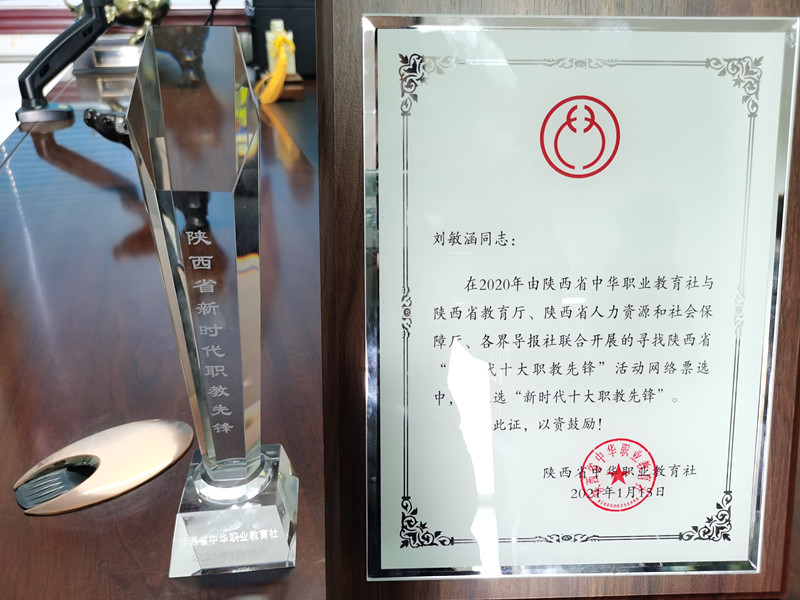 陕西省新时代职教先锋
西省中华职业教育社
刘敏涵同志：
在2020年由陕西省中华职业教育社与
陕西省教育厅、陕西省人力资源和社会保
障厅、各界导报社联合开展的寻找陕西省
“ 代十大职教先锋”活动网络票选
中， 选“新时代十大职教先锋”。
此证，以资鼓励！
陕西省中华职业教育社
2021年1月15日